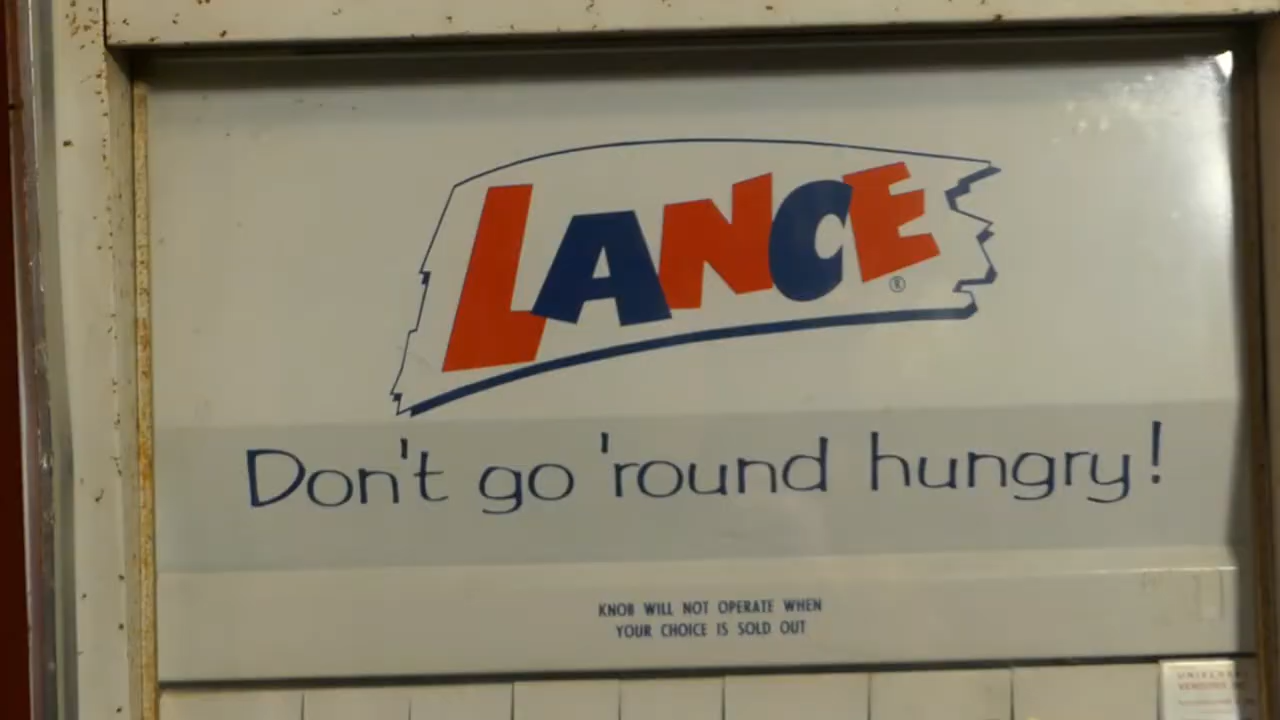 LANCE®
Don't go 'round hungry!
KNOB WILL NOT OPERATE WHEN
YOUR CHOICE IS SOLD OUT